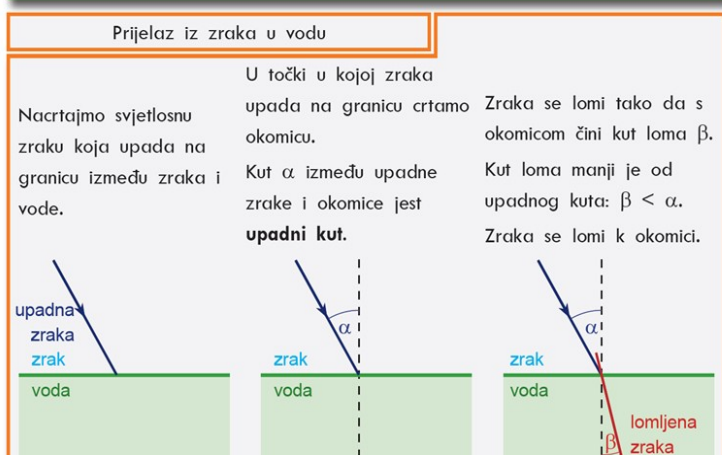 Prijelaz iz zraka u vodu
Nacrtajmo svjetlosnu
zraku koja upada na
granicu između zraka i
vode.
upadna
zraka
zrak
voda
U točki u kojoj zraka
upada na granicu crtamo
okomicu.
Kut α između upadne
zrake i okomice jest
upadni kut.
α
zrak
voda
Zraka se lomi tako da s
okomicom čini kut loma β.
Kut loma manji je od
upadnog kuta: β < α.
Zraka se lomi k okomici.
α
zrak
voda
lomljena
β zraka